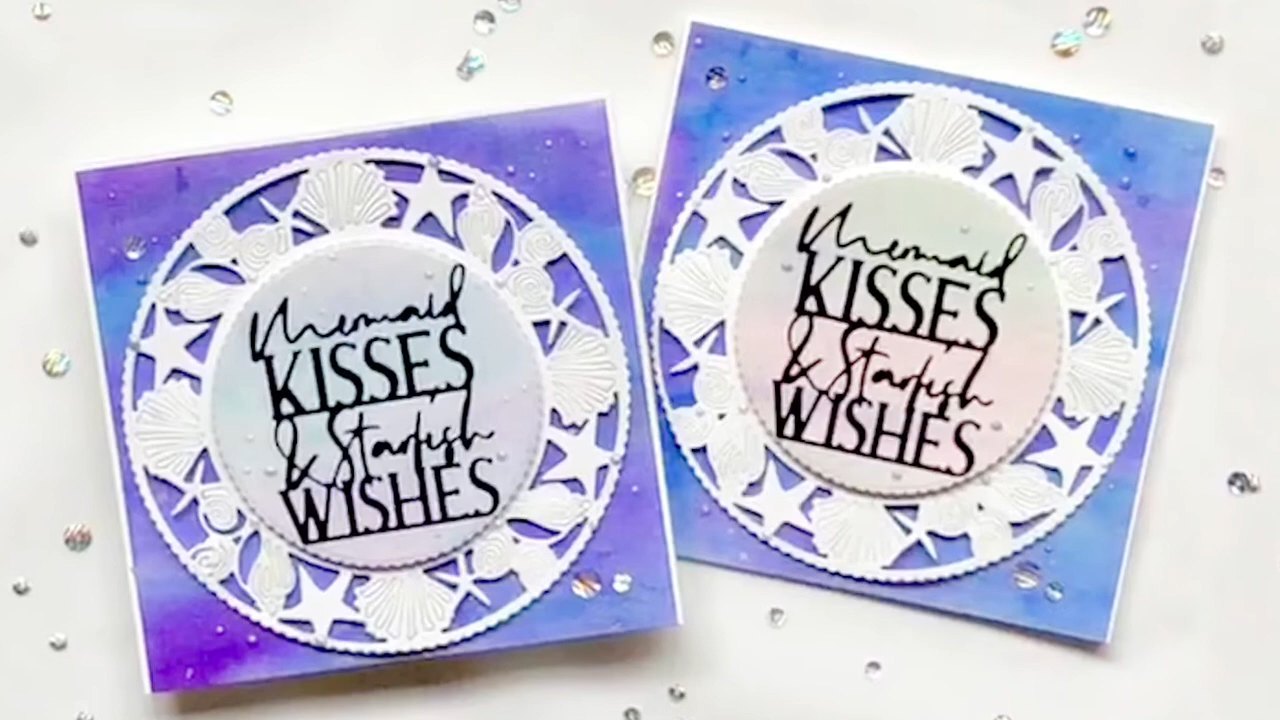 Mermaid
KISSES
& Starfish
WISHES
Mermaid
KISSES
& Starfish
WISHES